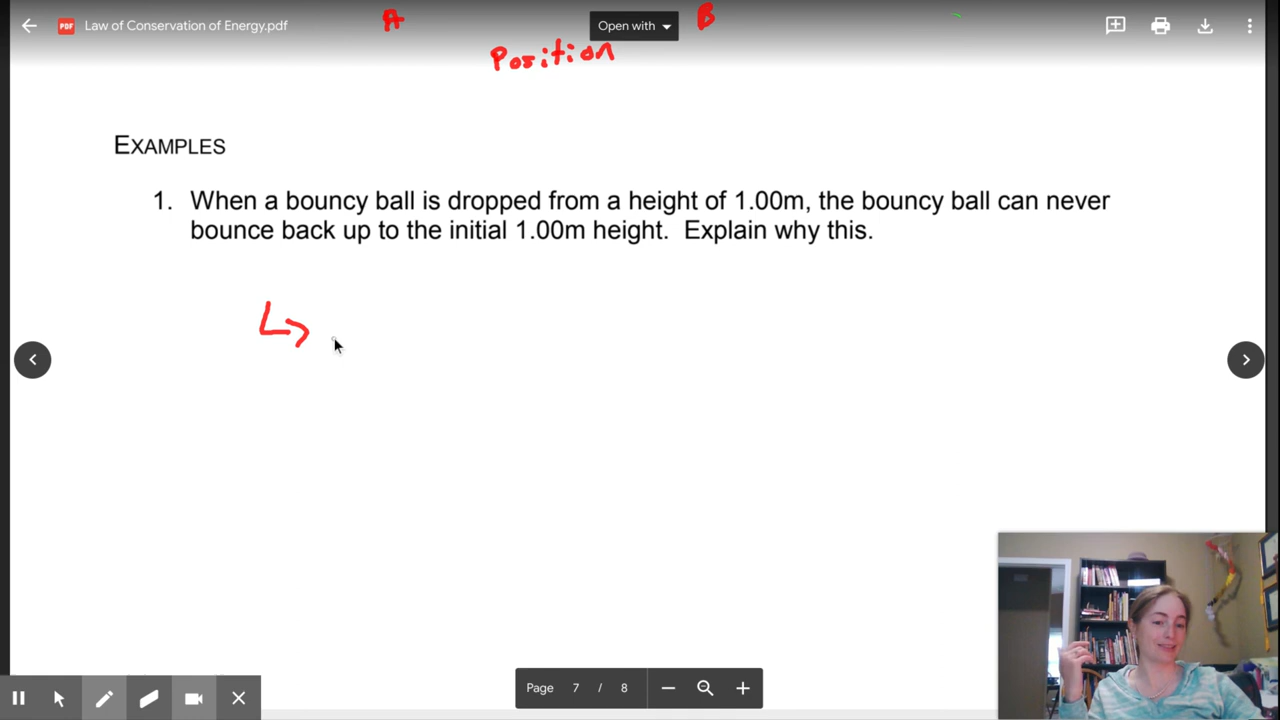 Law of Conservation of Energy.pdf
PDF
Open with
A
B
Position
EXAMPLES
1. When a bouncy ball is dropped from a height of 1.00m, the bouncy ball can never
bounce back up to the initial 1.00m height. Explain why this.
Page 7 / 8